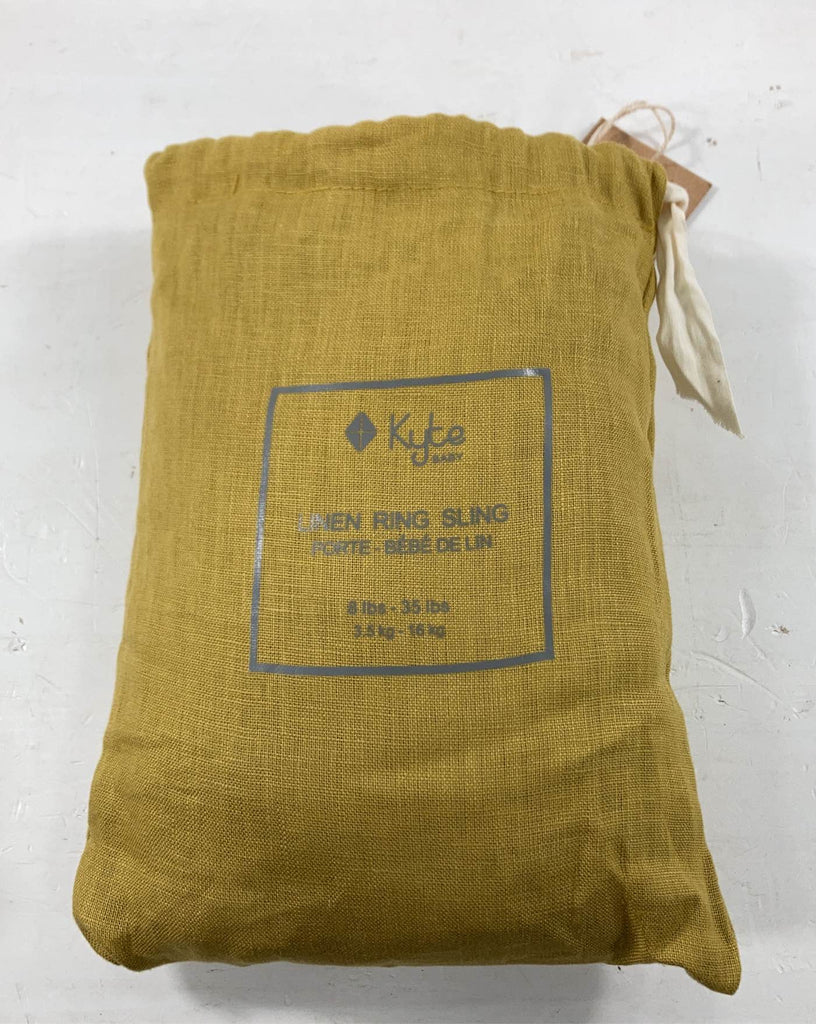 Kyte
BABY
LINEN RING SLING
PORTE - BÉBÉ DE LIN
8 lbs - 35 lbs
3.5 kg - 16 kg